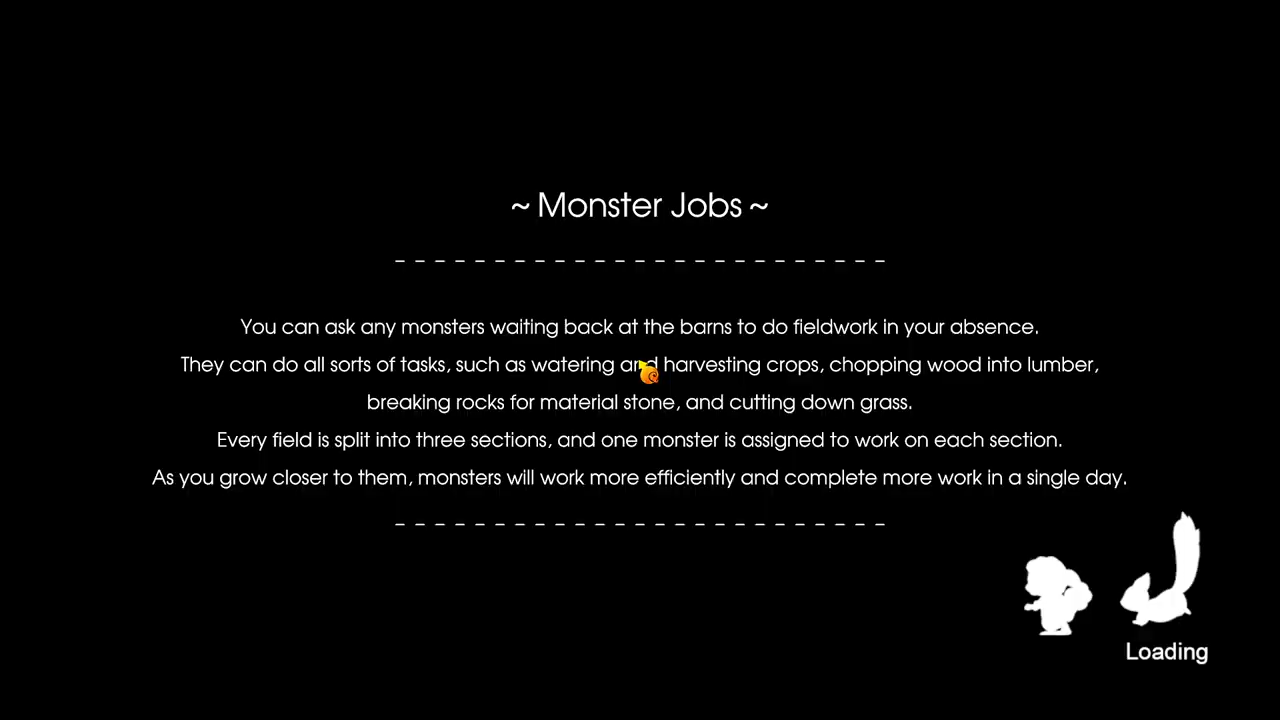 ~ Monster Jobs ~
You can ask any monsters waiting back at the barns to do fieldwork in your absence.
They can do all sorts of tasks, such as watering and harvesting crops, chopping wood into lumber,
breaking rocks for material stone, and cutting down grass.
Every field is split into three sections, and one monster is assigned to work on each section.
As you grow closer to them, monsters will work more efficiently and complete more work in a single day.
Loading